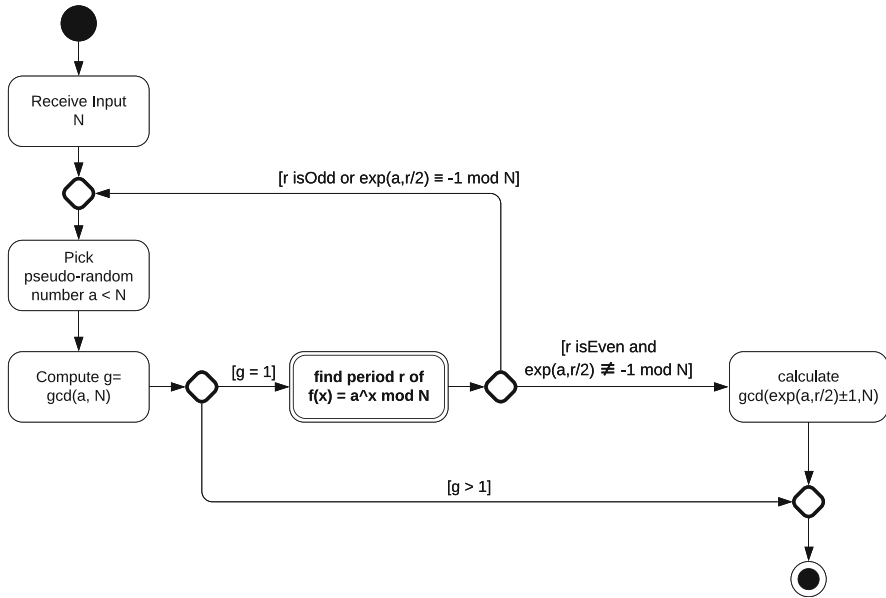 Receive Input
N
[r isOdd or exp(a,r/2) ≡ -1 mod N]
Pick
pseudo-random
number a < N
Compute g=
gcd(a, N)
[g = 1]
find period r of
f(x) = a^x mod N
[r isEven and
exp(a,r/2) ≢ -1 mod N]
calculate
gcd(exp(a,r/2)±1,N)
[g > 1]